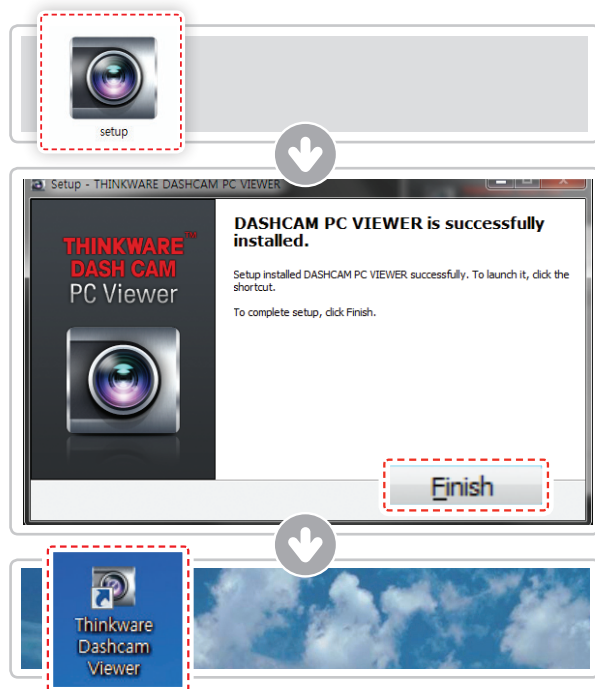 setup
Setup - THINKWARE DASHCAM PC VIEWER
THINKWARE™
DASH CAM
PC Viewer
DASHCAM PC VIEWER is successfully
installed.
Setup installed DASHCAM PC VIEWER successfully. To launch it, click the
shortcut.
To complete setup, click Finish.
Finish
Thinkware
Dashcam
Viewer